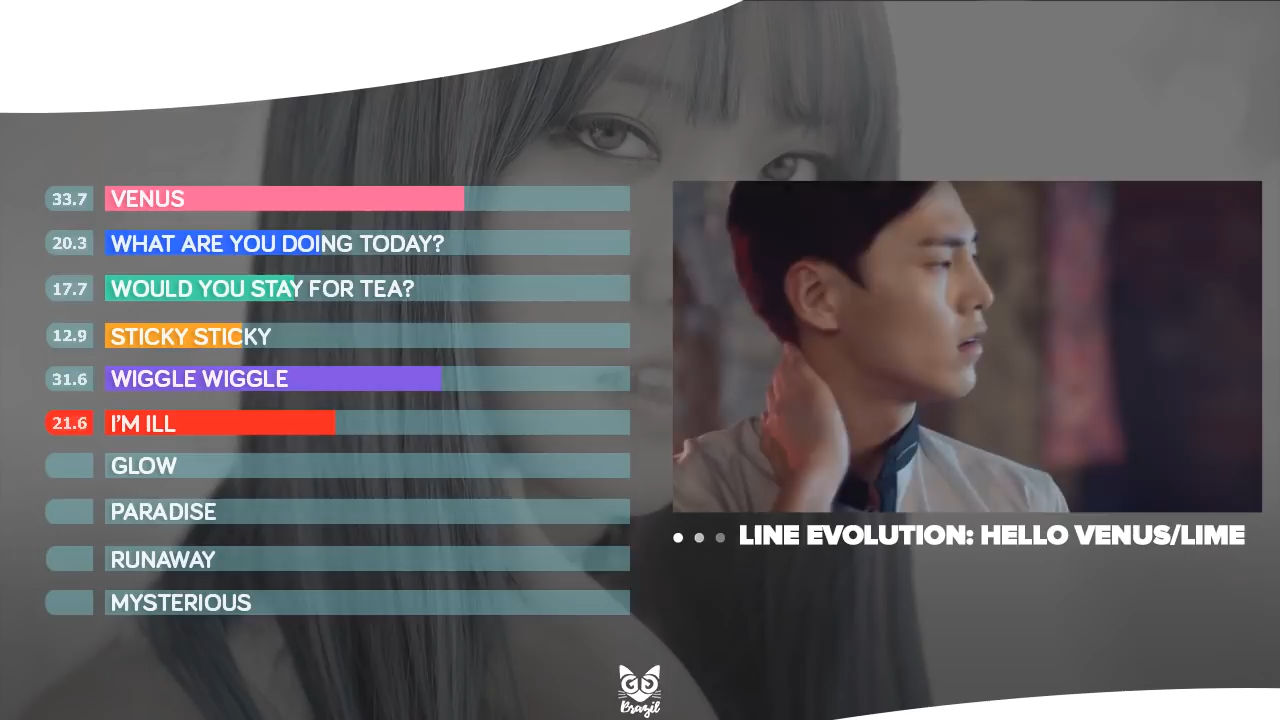 33.7 VENUS
20.3 WHAT ARE YOU DOING TODAY?
17.7 WOULD YOU STAY FOR TEA?
12.9 STICKY STICKY
31.6 WIGGLE WIGGLE
21.6 I'M ILL
GLOW
PARADISE
RUNAWAY
MYSTERIOUS
LINE EVOLUTION: HELLO VENUS/LIME
Brazil